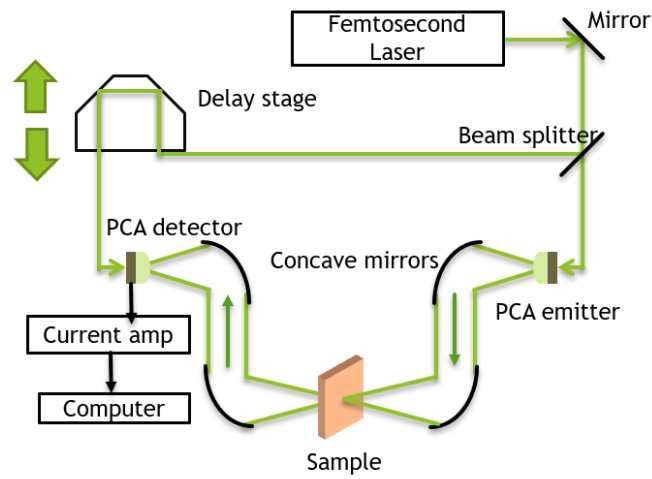 Femtosecond
Laser
Mirror
Delay stage
Beam splitter
PCA detector
Concave mirrors
PCA emitter
Current amp
Computer
Sample